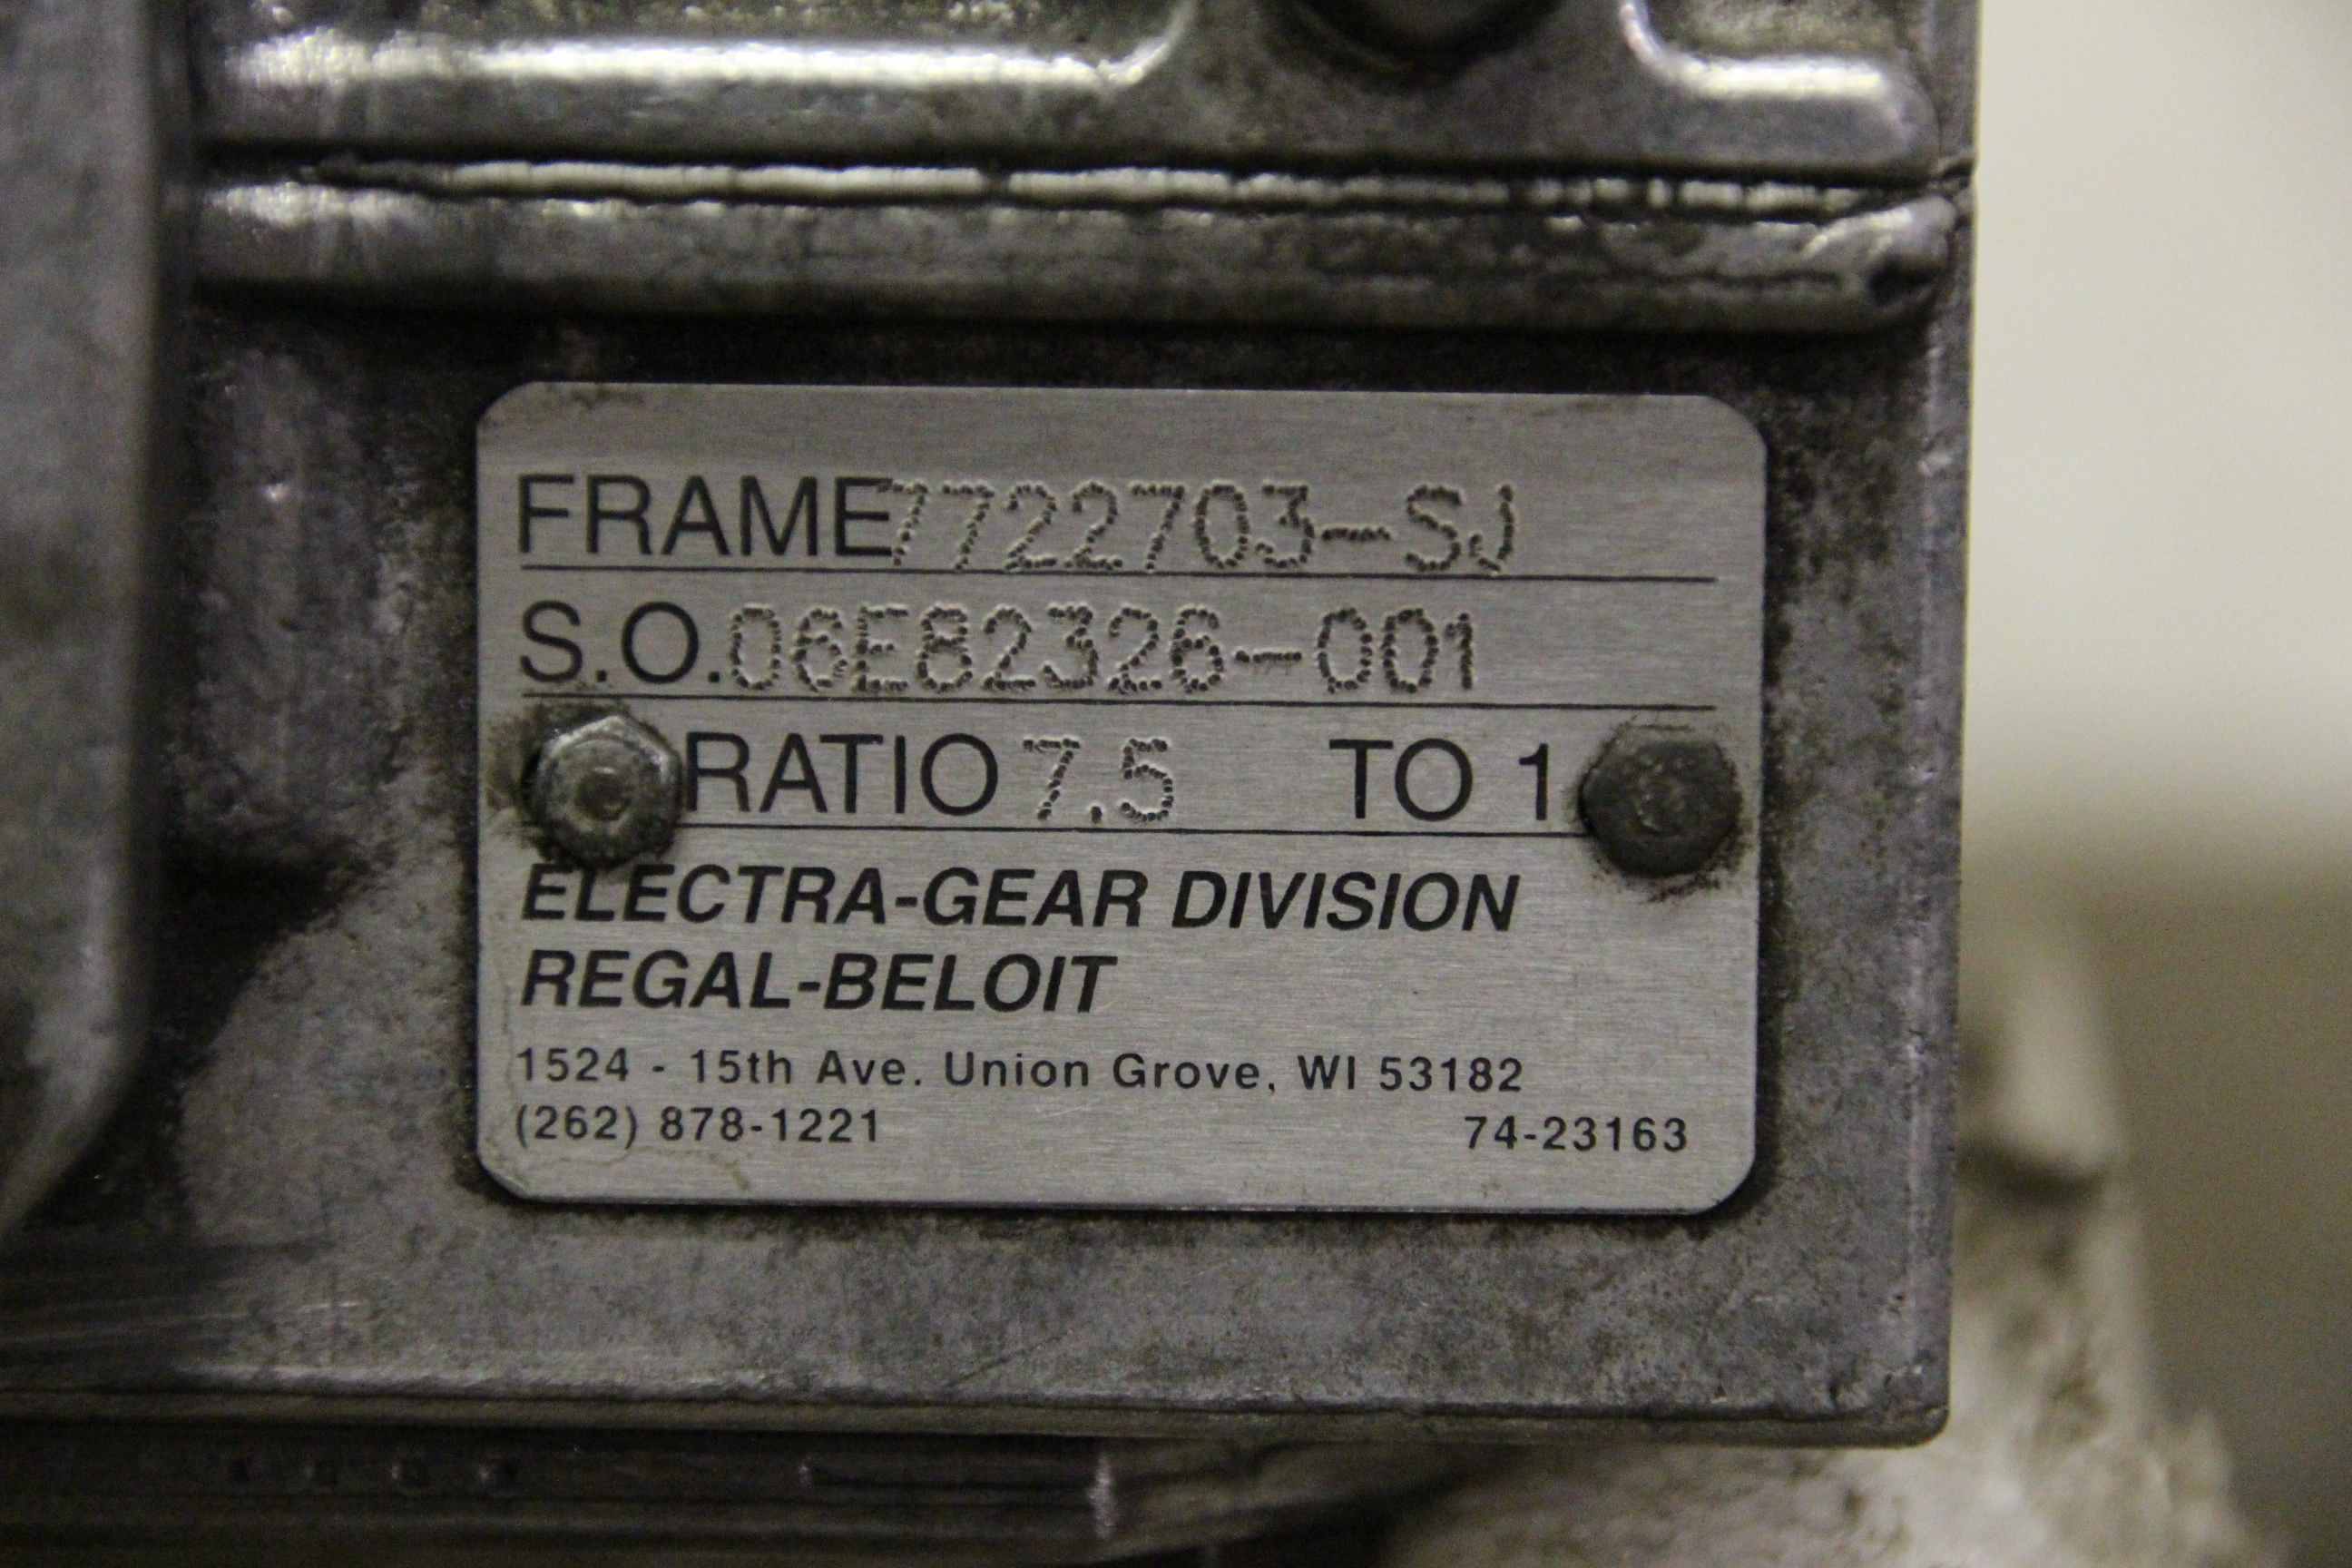 FRAME 7722703-SJ
S.O. 06E82326-001
RATIO 7.5 TO 1
ELECTRA-GEAR DIVISION
REGAL-BELOIT
1524 - 15th Ave. Union Grove, WI 53182
(262) 878-1221 74-23163